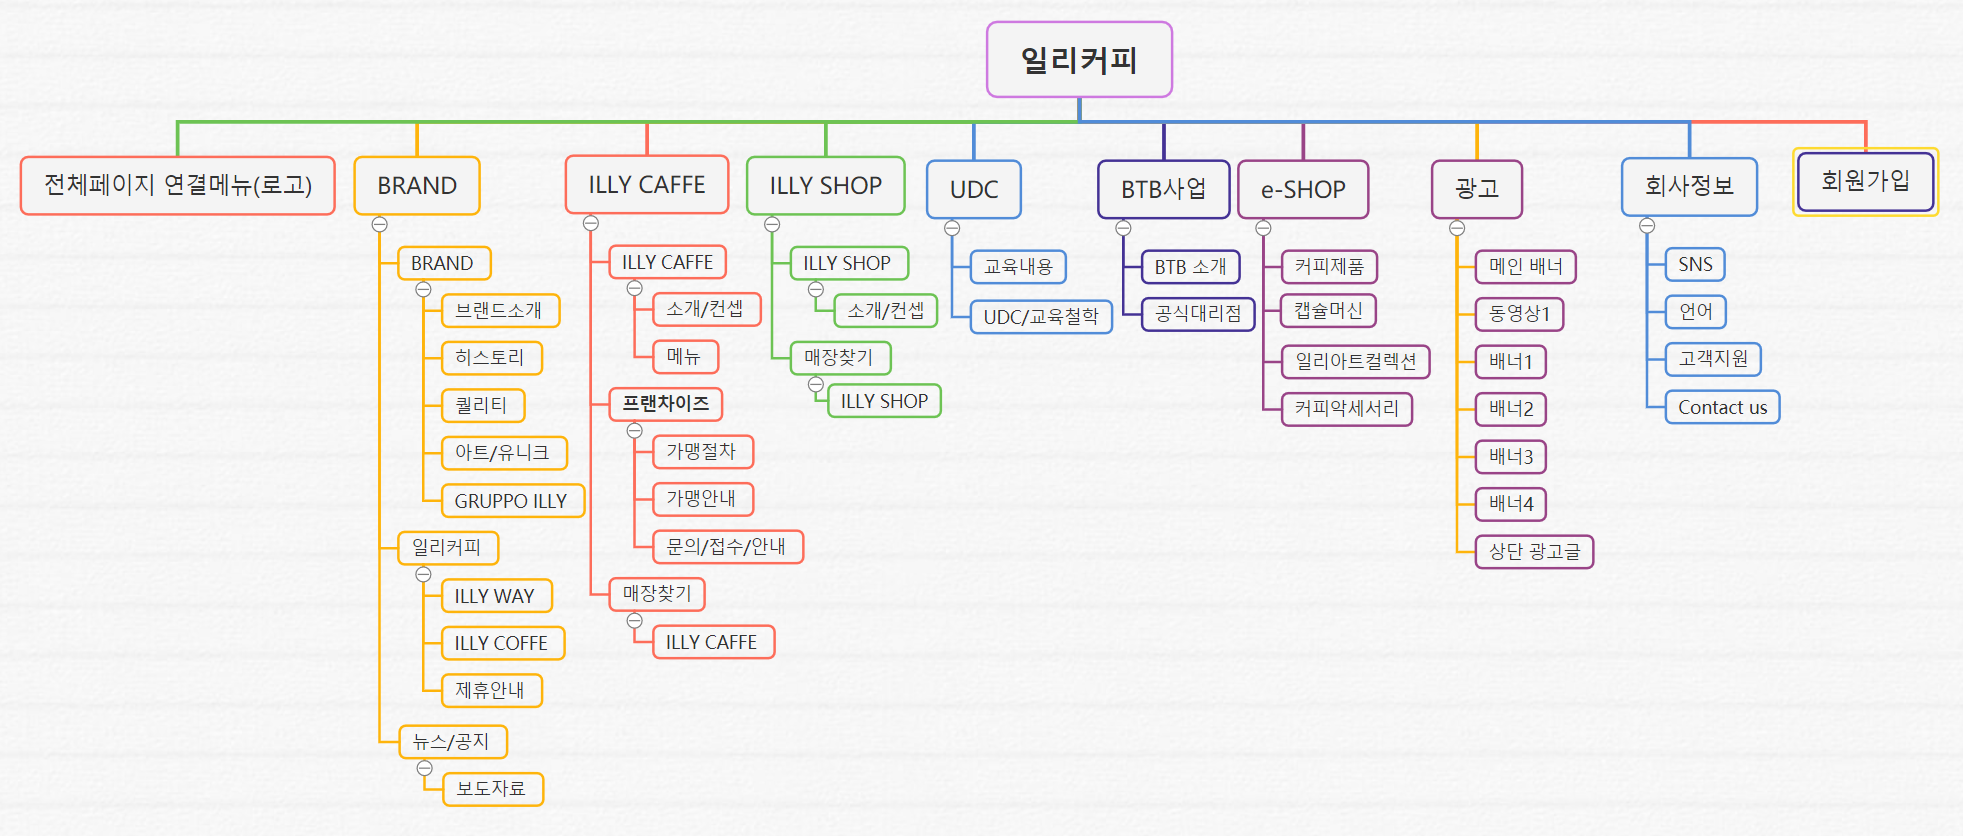 일리커피
전체페이지 연결메뉴(로고)
BRAND
BRAND
브랜드소개
히스토리
퀄리티
아트/유니크
GRUPPO ILLY
일리커피
ILLY WAY
ILLY COFFE
제휴안내
뉴스/공지
보도자료
ILLY CAFFE
ILLY CAFFE
소개/컨셉
메뉴
프랜차이즈
가맹절차
가맹안내
문의/접수/안내
매장찾기
ILLY CAFFE
ILLY SHOP
ILLY SHOP
소개/컨셉
매장찾기
ILLY SHOP
UDC
교육내용
UDC/교육철학
BTB사업
BTB 소개
공식대리점
e-SHOP
커피제품
캡슐머신
일리아트컬렉션
커피악세서리
광고
메인 배너
동영상1
배너1
배너2
배너3
배너4
상단 광고글
회사정보
SNS
언어
고객지원
Contact us
회원가입